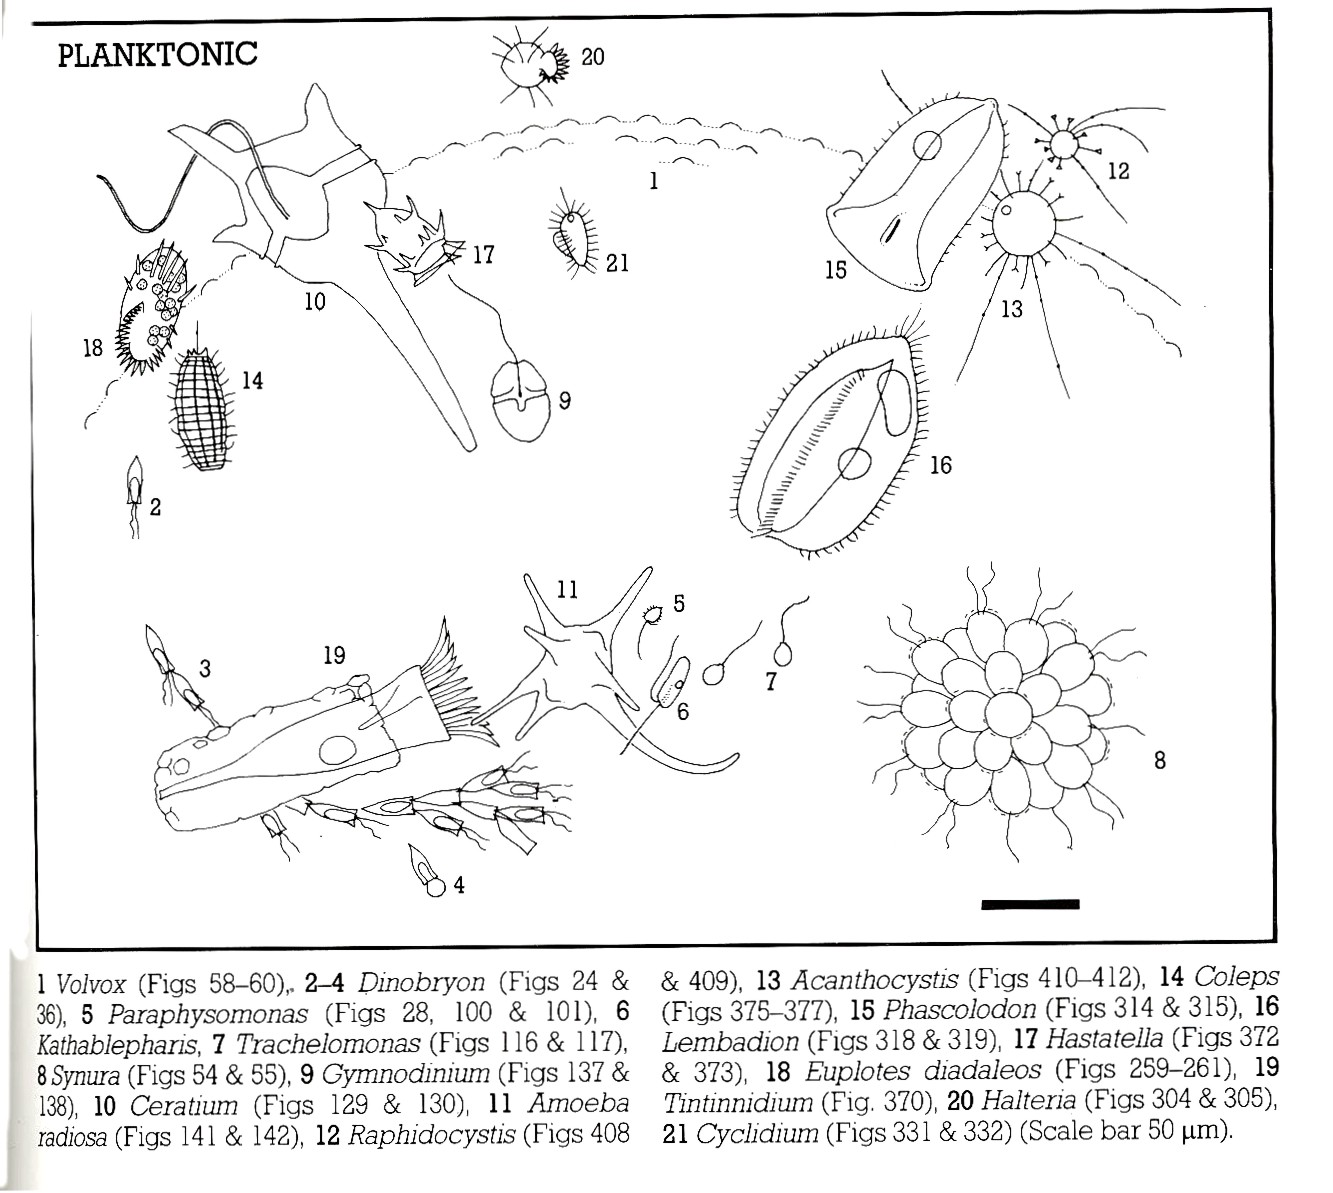 PLANKTONIC
20
1
12
17
21
15
10
13
18
14
9
16
2
11
5
3
19
7
6
8
4
1 Volvox (Figs 58–60),. 2–4 Dinobryon (Figs 24 &
36), 5 Paraphysomonas (Figs 28, 100 & 101), 6
Kathablepharis, 7 Trachelomonas (Figs 116 & 117),
8 Synura (Figs 54 & 55), 9 Gymnodinium (Figs 137 &
138), 10 Ceratium (Figs 129 & 130), 11 Amoeba
radiosa (Figs 141 & 142), 12 Raphidocystis (Figs 408
& 409), 13 Acanthocystis (Figs 410–412), 14 Coleps
(Figs 375–377), 15 Phascolodon (Figs 314 & 315), 16
Lembadion (Figs 318 & 319), 17 Hastatella (Figs 372
& 373), 18 Euplotes diadaleos (Figs 259–261), 19
Tintinnidium (Fig. 370), 20 Halteria (Figs 304 & 305),
21 Cyclidium (Figs 331 & 332) (Scale bar 50 μm).